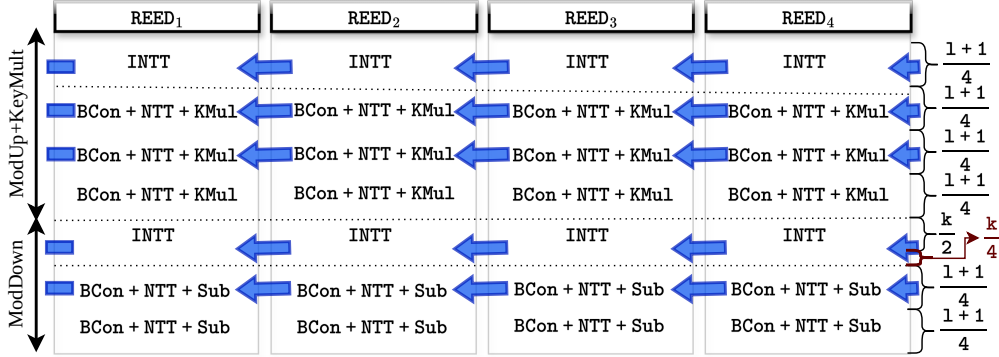 REED₁ REED₂ REED₃ REED₄
ModUp+KeyMult
INTT INTT INTT INTT l + 1 / 4
BCon + NTT + KMul BCon + NTT + KMul BCon + NTT + KMul BCon + NTT + KMul l + 1 / 4
BCon + NTT + KMul BCon + NTT + KMul BCon + NTT + KMul BCon + NTT + KMul l + 1 / 4
BCon + NTT + KMul BCon + NTT + KMul BCon + NTT + KMul BCon + NTT + KMul l + 1 / 4
ModDown
INTT INTT INTT INTT k / 2 k / 4
BCon + NTT + Sub BCon + NTT + Sub BCon + NTT + Sub BCon + NTT + Sub l + 1 / 4
BCon + NTT + Sub BCon + NTT + Sub BCon + NTT + Sub BCon + NTT + Sub l + 1 / 4